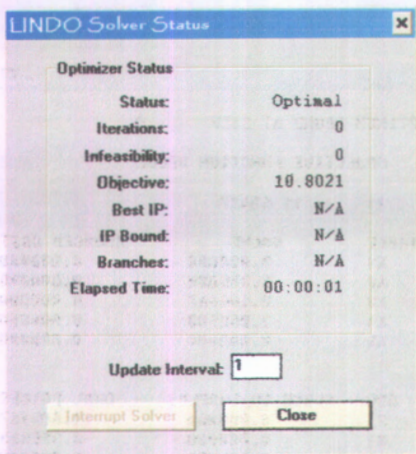 LINDO Solver Status
Optimizer Status
Status: Optimal
Iterations: 0
Infeasibility: 0
Objective: 10.8021
Best IP: N/A
IP Bound: N/A
Branches: N/A
Elapsed Time: 00:00:01
Update Interval: 1
Interrupt Solver Close